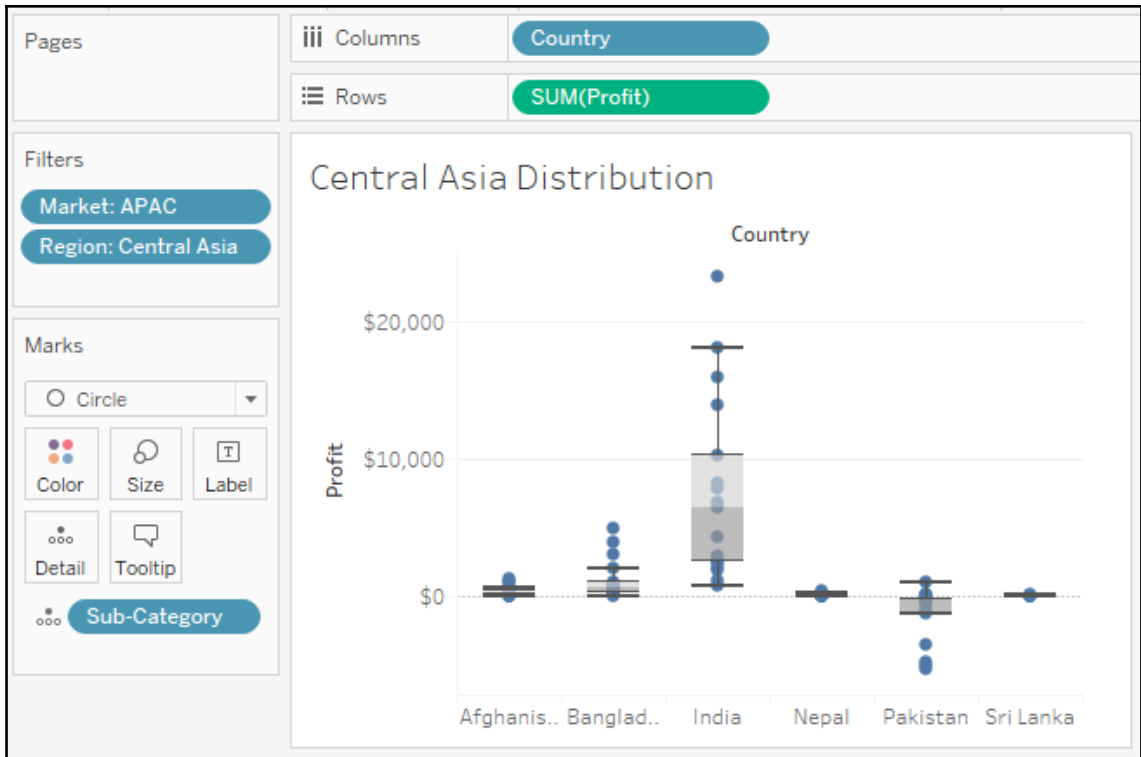 Pages
Columns
Country
Rows
SUM(Profit)
Filters
Market: APAC
Region: Central Asia
Marks
Circle
Color
Size
T
Label
Detail
Tooltip
Sub-Category
Central Asia Distribution
Country
Profit
$20,000
$10,000
$0
Afghanis.. Banglad.. India Nepal Pakistan Sri Lanka